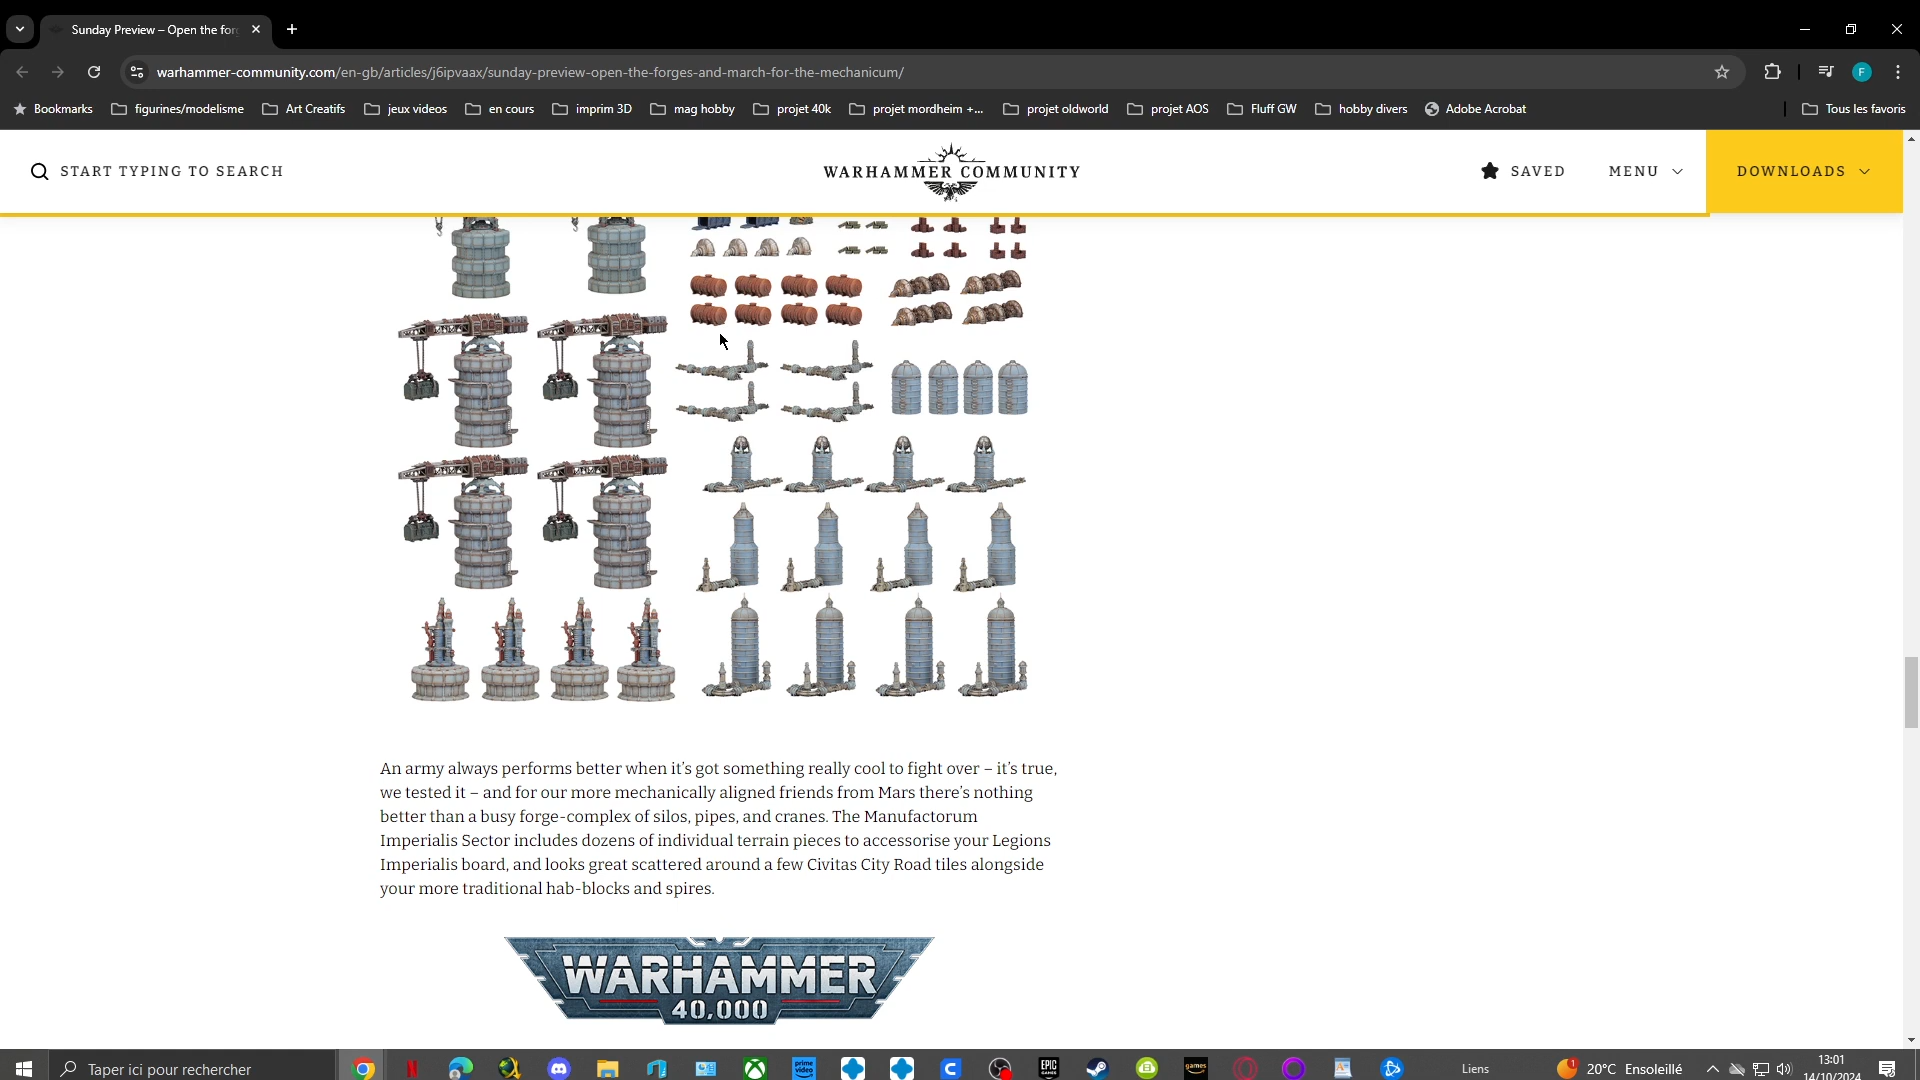 Sunday Preview – Open the for
warhammer-community.com/en-gb/articles/j6ipvaax/sunday-preview-open-the-forges-and-march-for-the-mechanicum/
F
Bookmarks
figurines/modelisme
Art Creatifs
jeux videos
en cours
imprim 3D
mag hobby
projet 40k
projet mordheim +...
projet oldworld
projet AOS
Fluff GW
hobby divers
Adobe Acrobat
Tous les favoris
START TYPING TO SEARCH
WARHAMMER COMMUNITY
SAVED
MENU
DOWNLOADS
An army always performs better when it's got something really cool to fight over – it's true,
we tested it – and for our more mechanically aligned friends from Mars there's nothing
better than a busy forge-complex of silos, pipes, and cranes. The Manufactorum
Imperialis Sector includes dozens of individual terrain pieces to accessorise your Legions
Imperialis board, and looks great scattered around a few Civitas City Road tiles alongside
your more traditional hab-blocks and spires.
WARHAMMER
40,000
Taper ici pour rechercher
prime video
EPIC GAMES
games
Liens
1
20°C Ensoleillé
13:01
14/10/2024